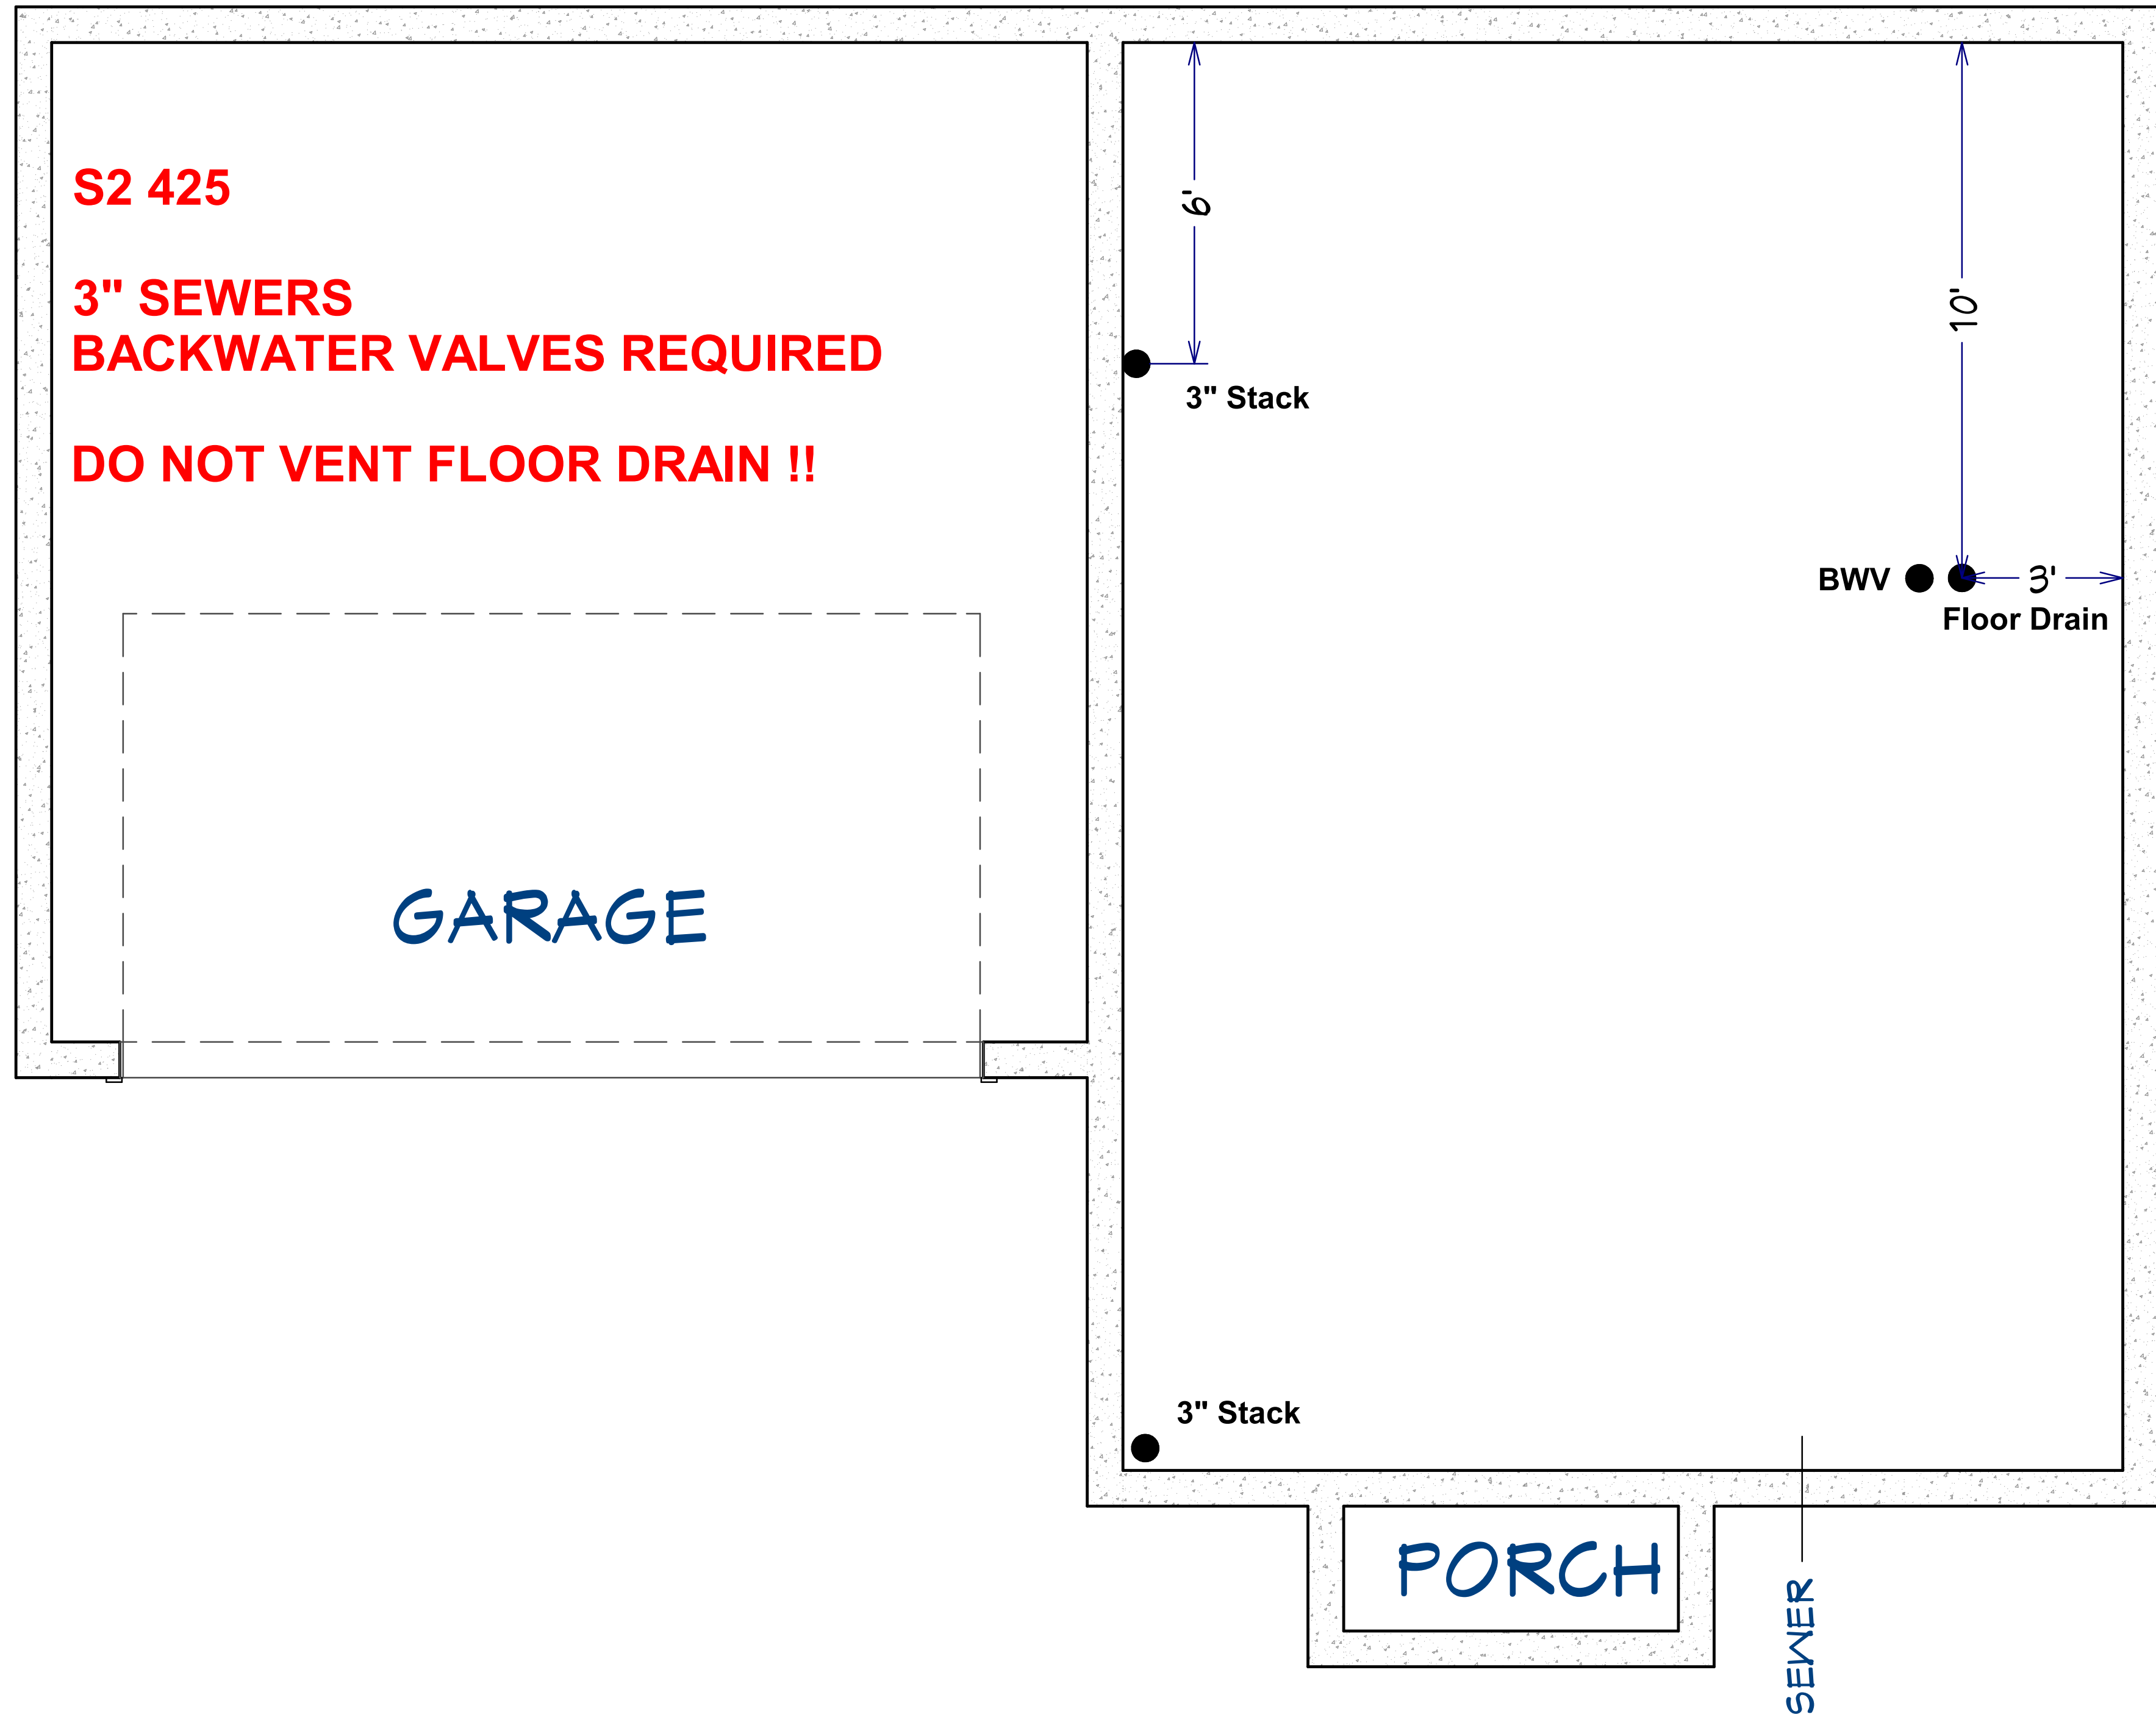 S2 425
3" SEWERS
BACKWATER VALVES REQUIRED
DO NOT VENT FLOOR DRAIN !!
6'
3" Stack
10'
BWV
3'
Floor Drain
GARAGE
3" Stack
PORCH
SEWER